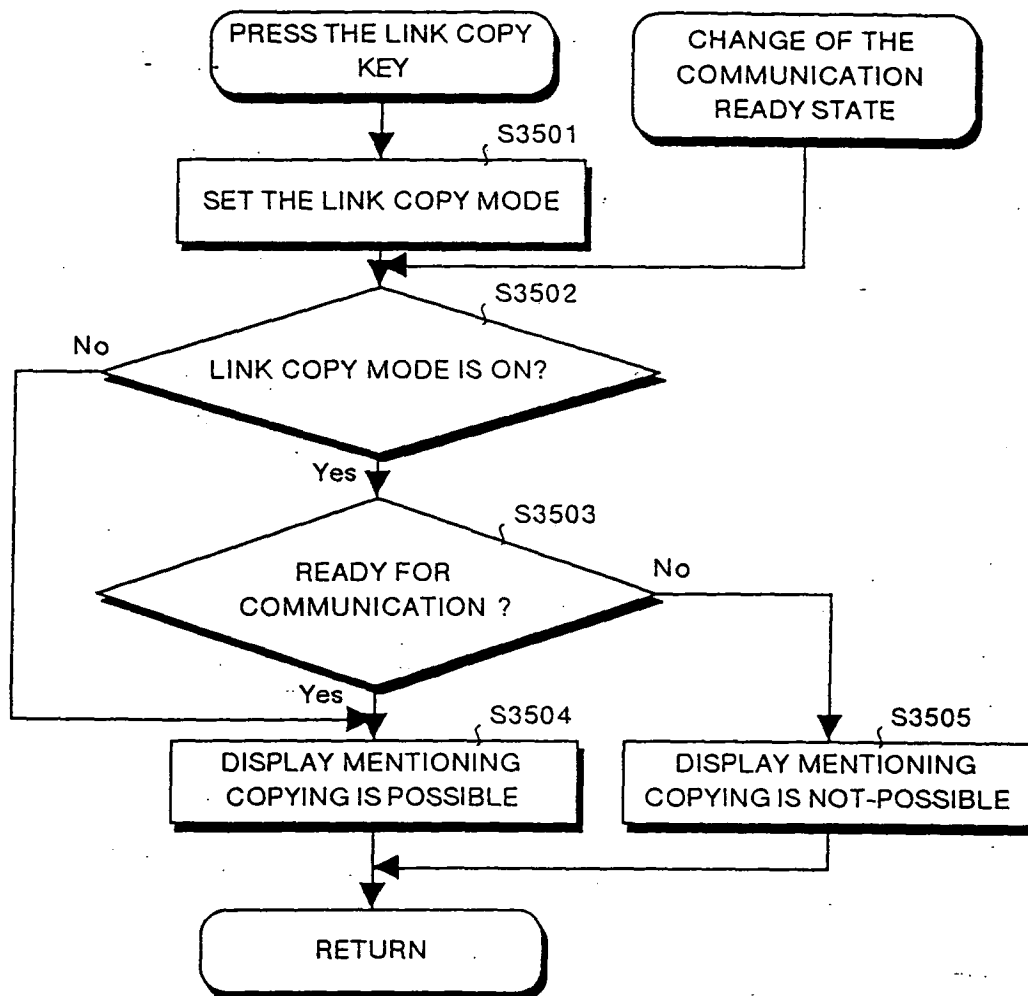 PRESS THE LINK COPY
KEY
CHANGE OF THE
COMMUNICATION
READY STATE
S3501
SET THE LINK COPY MODE
S3502
No
LINK COPY MODE IS ON?
Yes
S3503
READY FOR
COMMUNICATION ?
No
Yes
S3504
DISPLAY MENTIONING
COPYING IS POSSIBLE
S3505
DISPLAY MENTIONING
COPYING IS NOT-POSSIBLE
RETURN